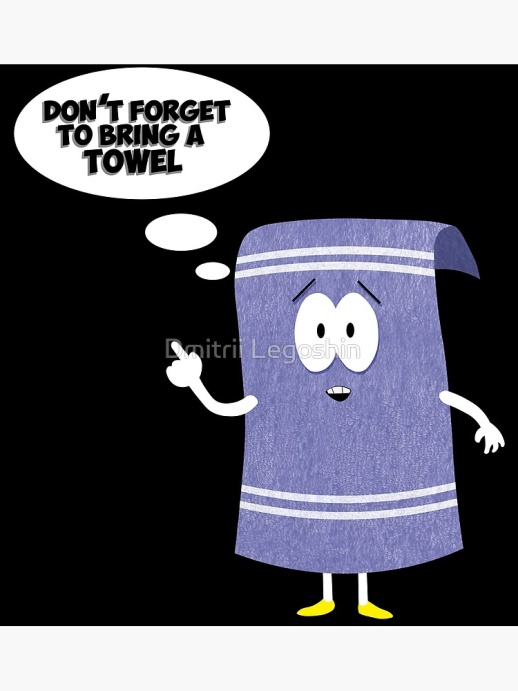 DON'T FORGET
TO BRING A
TOWEL
Dmitrii Legoshin